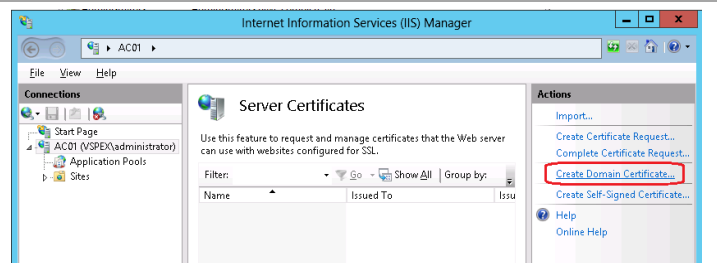 Internet Information Services (IIS) Manager
AC01
File View Help
Connections
Start Page
AC01 (VSPEX\administrator)
Application Pools
Sites
Server Certificates
Use this feature to request and manage certificates that the Web server
can use with websites configured for SSL.
Filter: Go Show All Group by:
Name Issued To Issu
Actions
Import...
Create Certificate Request...
Complete Certificate Request...
Create Domain Certificate...
Create Self-Signed Certificate...
Help
Online Help